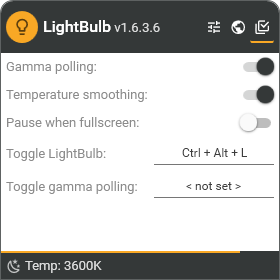 LightBulb v1.6.3.6
Gamma polling:
Temperature smoothing:
Pause when fullscreen:
Toggle LightBulb: Ctrl + Alt + L
Toggle gamma polling: < not set >
Temp: 3600K